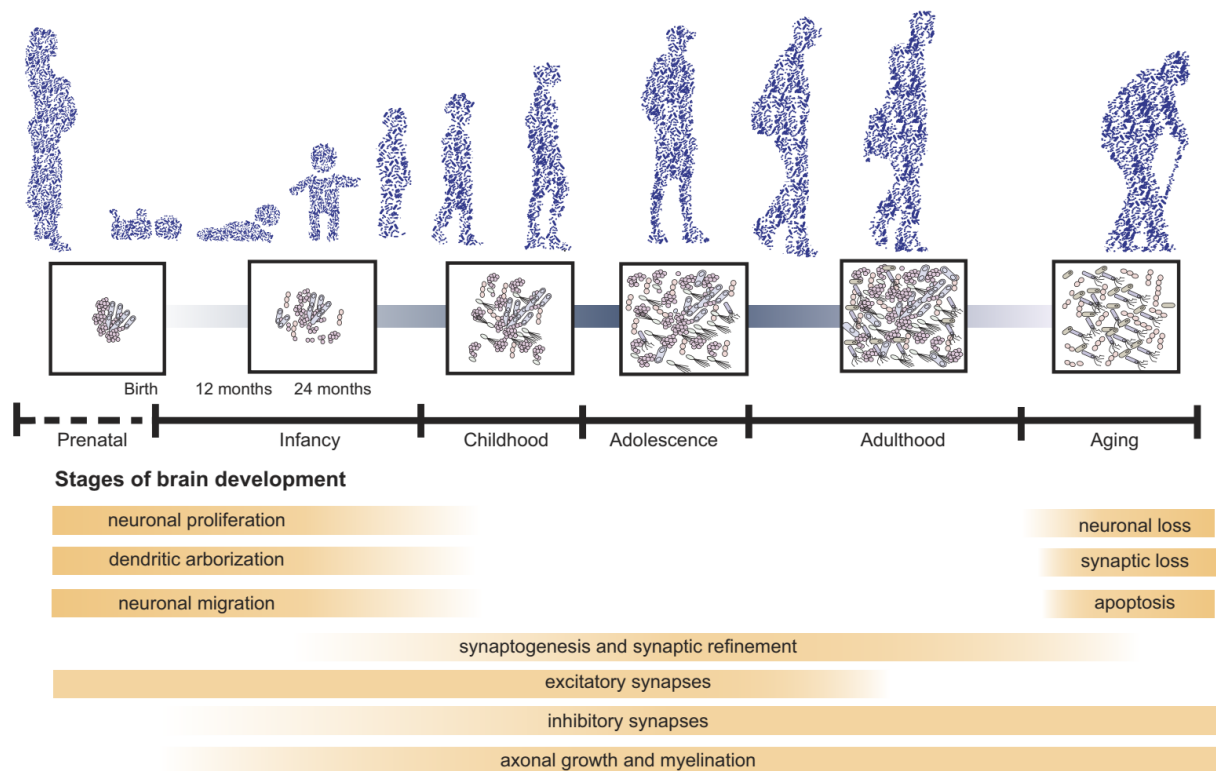 Birth 12 months 24 months
Prenatal Infancy Childhood Adolescence Adulthood Aging
Stages of brain development
neuronal proliferation neuronal loss
dendritic arborization synaptic loss
neuronal migration apoptosis
synaptogenesis and synaptic refinement
excitatory synapses
inhibitory synapses
axonal growth and myelination